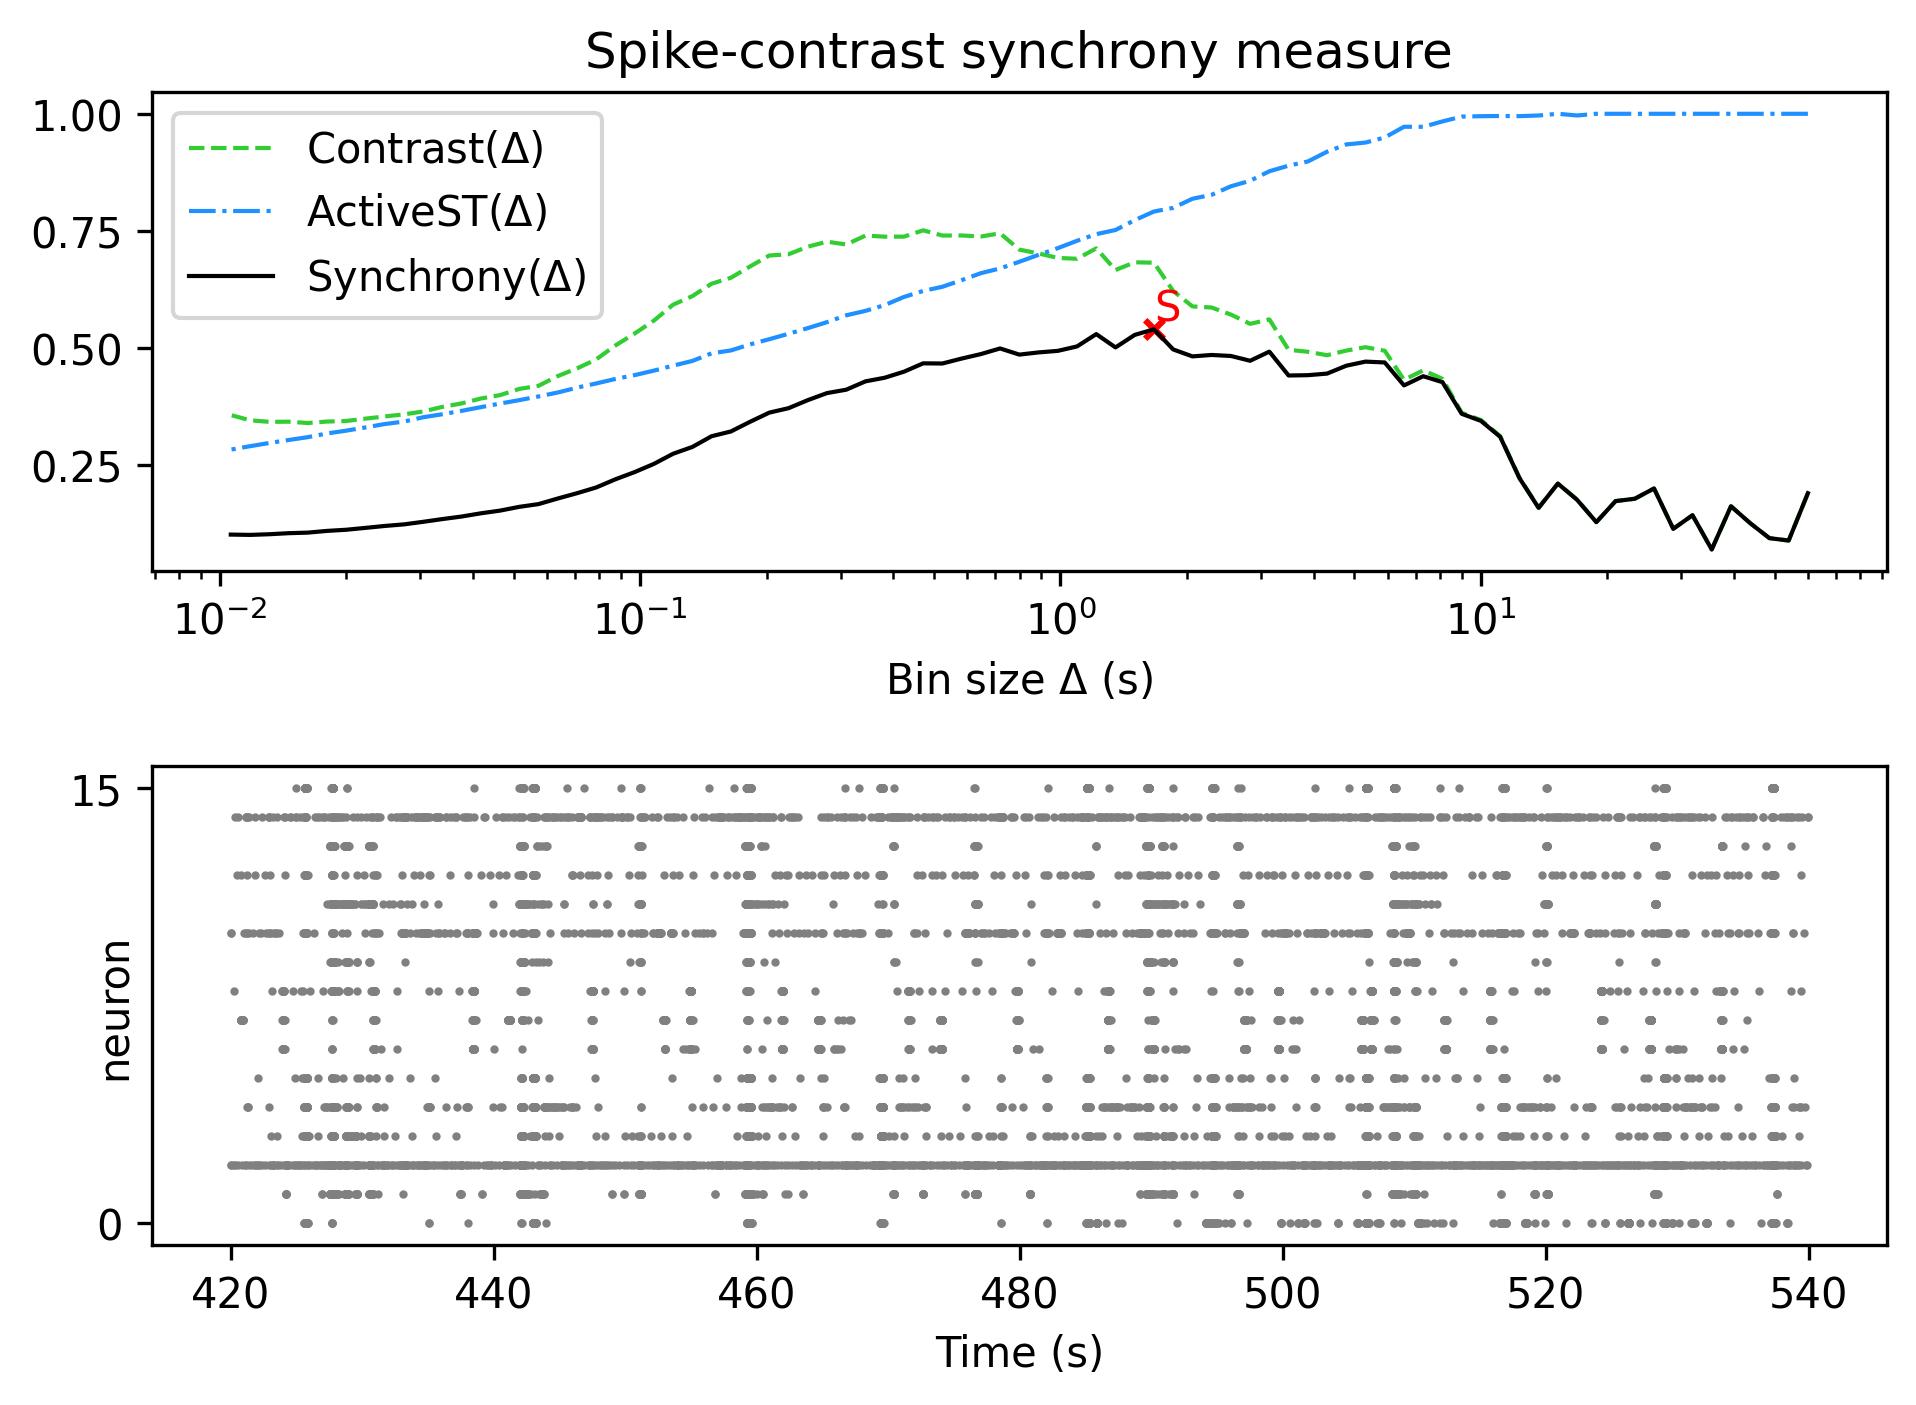 Spike-contrast synchrony measure
1.00
0.75
0.50
0.25
Contrast(Δ)
ActiveST(Δ)
Synchrony(Δ)
S
10⁻² 10⁻¹ 10⁰ 10¹
Bin size Δ (s)
15
neuron
0
420 440 460 480 500 520 540
Time (s)